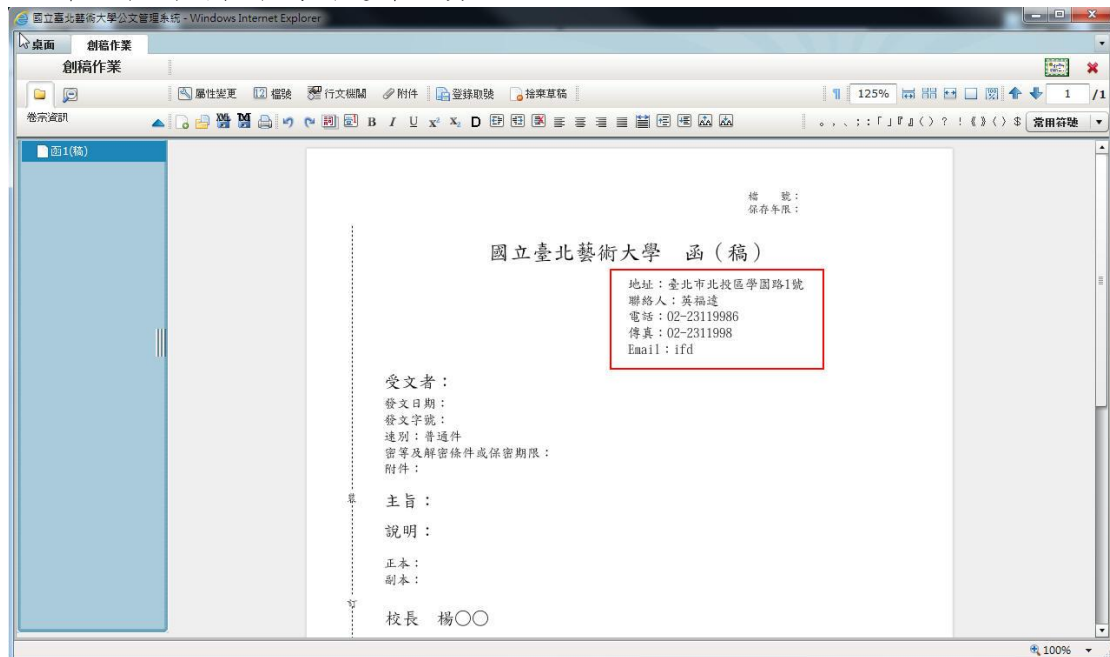 國立臺北藝術大學公文管理系統 - Windows Internet Explorer
桌面 創稿作業
創稿作業
屬性變更 檔號 行文機關 附件 登錄取號 捨棄草稿 125% 1 /1
卷宗資訊 B I U x² X₂ D 。，、；：「」『』（）？！《》〈〉$ 常用符號
函1(稿)
檔 號：
保存年限：
國立臺北藝術大學 函（稿）
地址：臺北市北投區學園路1號
聯絡人：英福達
電話：02-23119986
傳真：02-2311998
Email：ifd
受文者：
發文日期：
發文字號：
速別：普通件
密等及解密條件或保密期限：
附件：
裝
主旨：
說明：
正本：
副本：
訂
校長 楊○○
100%